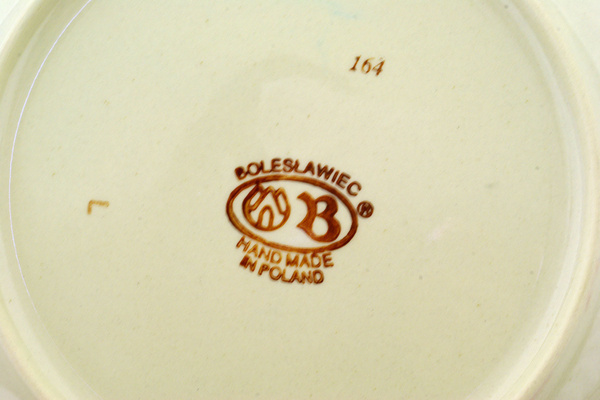 164
BOLESŁAWIEC
B ®
HAND MADE
IN POLAND
L